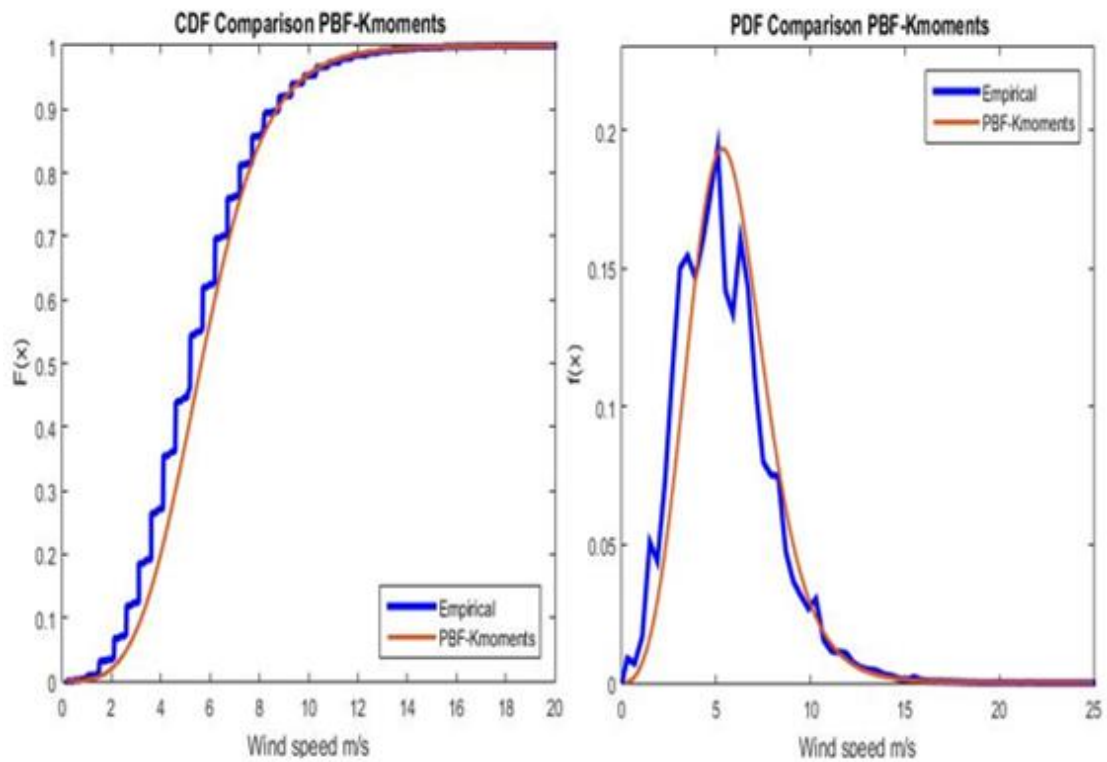 CDF Comparison PBF-Kmoments
1
0.9
0.8
0.7
0.6
0.5
0.4
0.3
0.2
0.1
0
F(x)
Empirical
PBF-Kmoments
0 2 4 6 8 10 12 14 16 18 20
Wind speed m/s
PDF Comparison PBF-Kmoments
0.2
0.15
0.1
0.05
0
f(x)
Empirical
PBF-Kmoments
0 5 10 15 20 25
Wind speed m/s